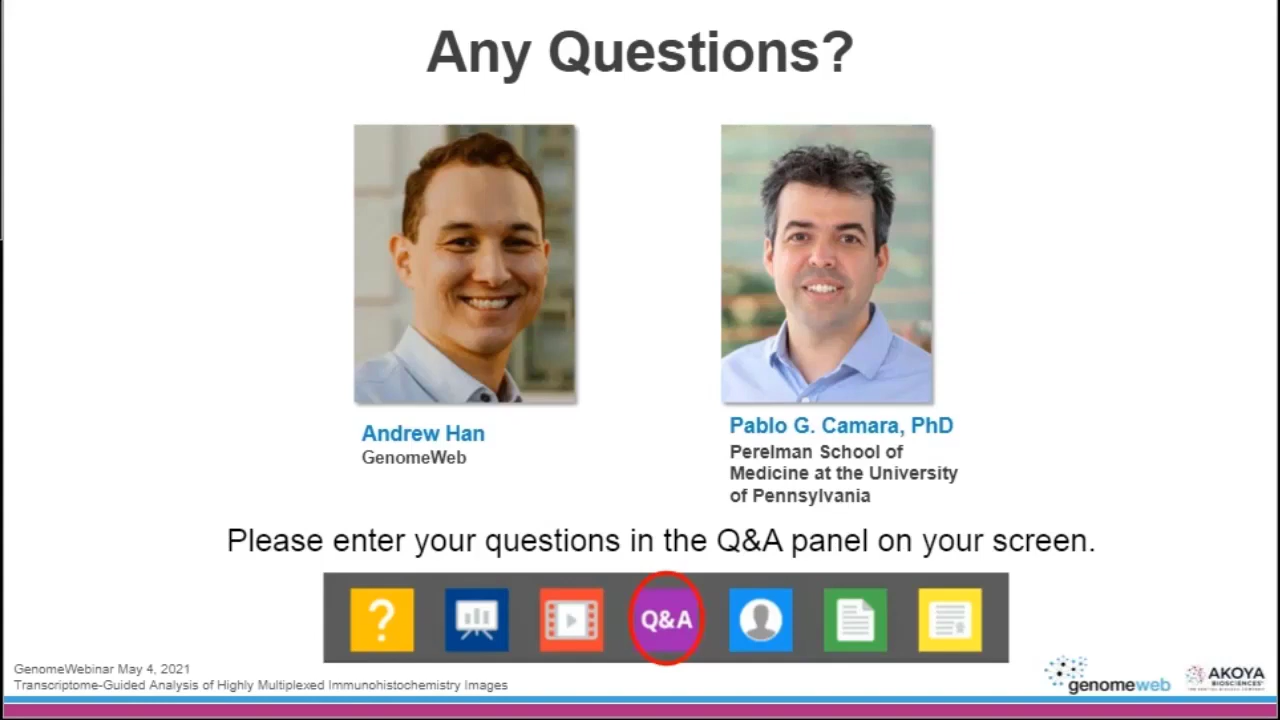 Any Questions?
Andrew Han
GenomeWeb
Pablo G. Camara, PhD
Perelman School of
Medicine at the University
of Pennsylvania
Please enter your questions in the Q&A panel on your screen.
?
Q&A
GenomeWebinar May 4, 2021
Transcriptome-Guided Analysis of Highly Multiplexed Immunohistochemistry Images
genomeweb
AKOYA
BIOSCIENCES